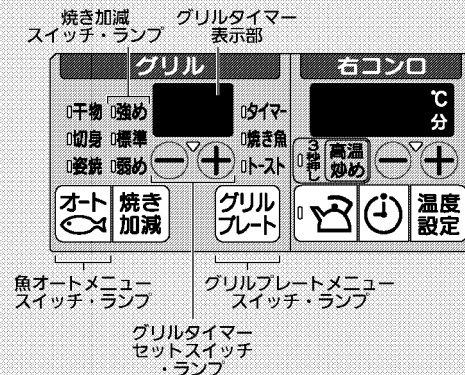 焼き加減
スイッチ・ランプ
グリルタイマー
表示部
グリル
右コンロ
干物 強め タイマー
切身 標準 焼き魚
姿焼 弱め トースト
℃
分
3秒押し 高温炒め
オート
焼き
加減
グリル
プレート
温度
設定
魚オートメニュー
スイッチ・ランプ
グリルプレートメニュー
スイッチ・ランプ
グリルタイマー
セットスイッチ
・ランプ